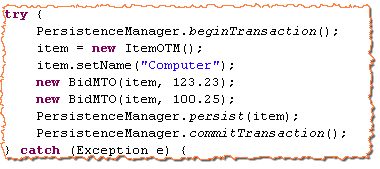 try {
    PersistenceManager.beginTransaction();
    item = new ItemOTM();
    item.setName("Computer");
    new BidMTO(item, 123.23);
    new BidMTO(item, 100.25);
    PersistenceManager.persist(item);
    PersistenceManager.commitTransaction();
} catch (Exception e) {